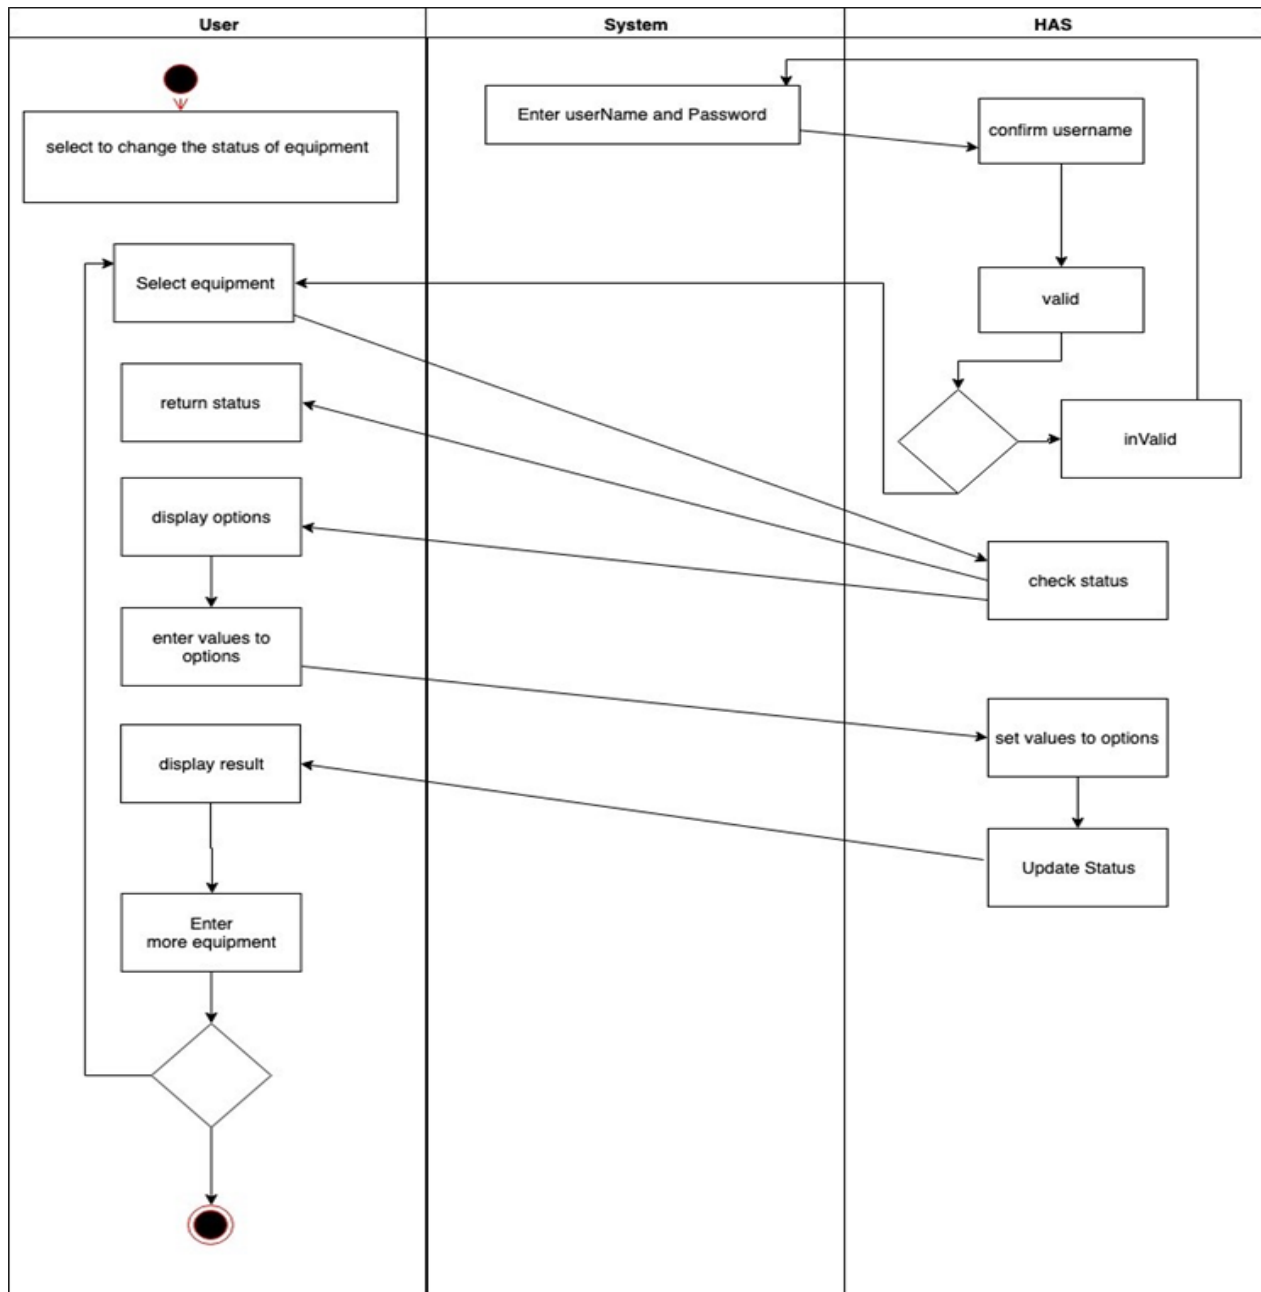 User
System
HAS
select to change the status of equipment
Enter userName and Password
confirm username
Select equipment
valid
return status
inValid
display options
check status
enter values to
options
set values to options
display result
Update Status
Enter
more equipment